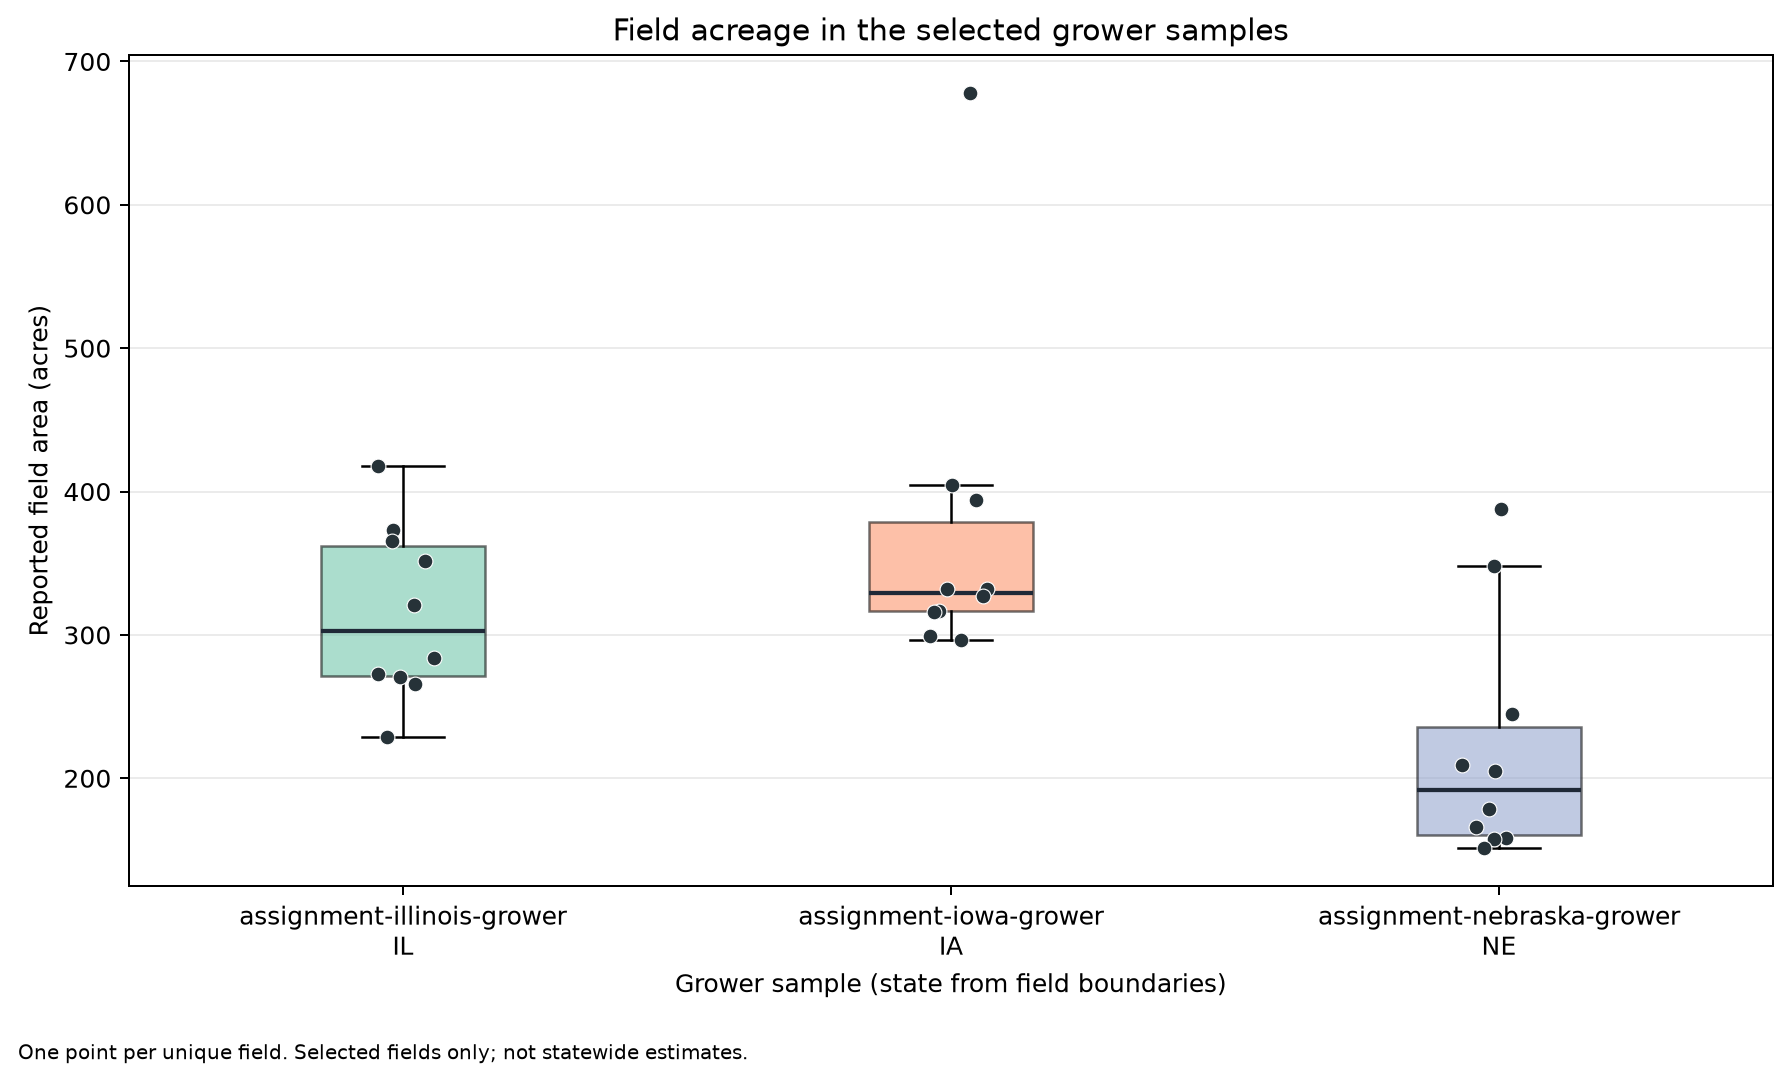 Field acreage in the selected grower samples
Reported field area (acres)
700
600
500
400
300
200
assignment-illinois-grower
IL
assignment-iowa-grower
IA
assignment-nebraska-grower
NE
Grower sample (state from field boundaries)
One point per unique field. Selected fields only; not statewide estimates.